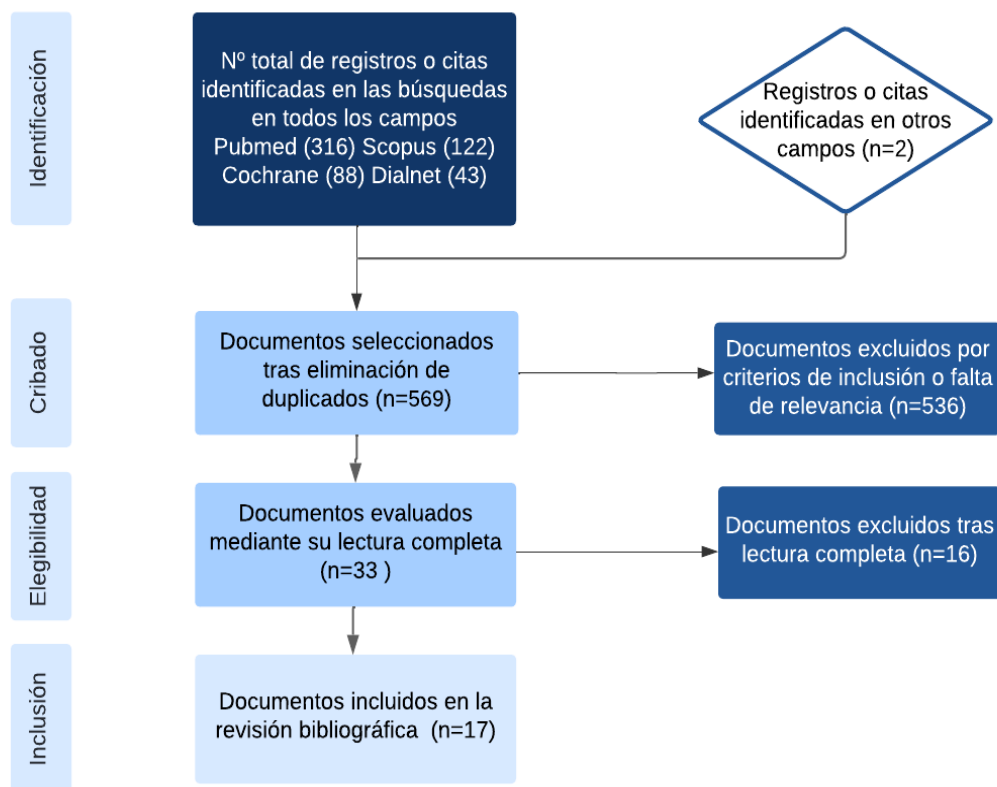 Identificación
Nº total de registros o citas
identificadas en las búsquedas
en todos los campos
Pubmed (316) Scopus (122)
Cochrane (88) Dialnet (43)
Registros o citas
identificadas en otros
campos (n=2)
Cribado
Documentos seleccionados
tras eliminación de
duplicados (n=569)
Documentos excluidos por
criterios de inclusión o falta
de relevancia (n=536)
Elegibilidad
Documentos evaluados
mediante su lectura completa
(n=33 )
Documentos excluidos tras
lectura completa (n=16)
Inclusión
Documentos incluidos en la
revisión bibliográfica (n=17)